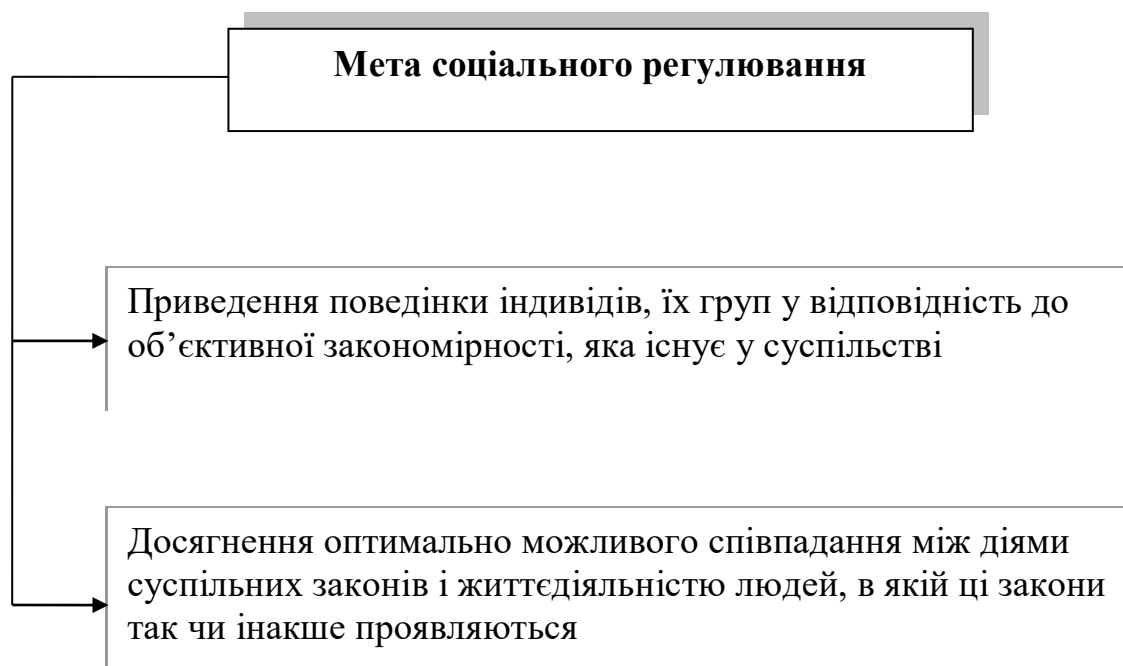 Мета соціального регулювання
Приведення поведінки індивідів, їх груп у відповідність до
об’єктивної закономірності, яка існує у суспільстві
Досягнення оптимально можливого співпадання між діями
суспільних законів і життєдіяльністю людей, в якій ці закони
так чи інакше проявляються